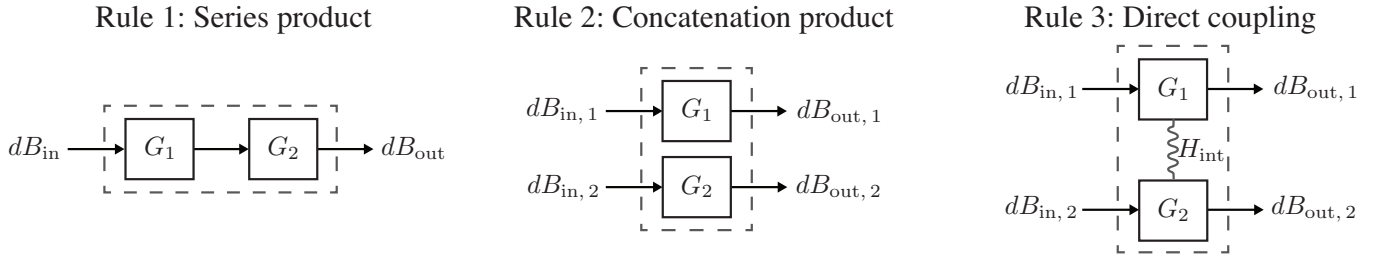 Rule 1: Series product
dB_in
G_1
G_2
dB_out
Rule 2: Concatenation product
dB_in, 1
G_1
dB_out, 1
dB_in, 2
G_2
dB_out, 2
Rule 3: Direct coupling
dB_in, 1
G_1
dB_out, 1
H_int
dB_in, 2
G_2
dB_out, 2